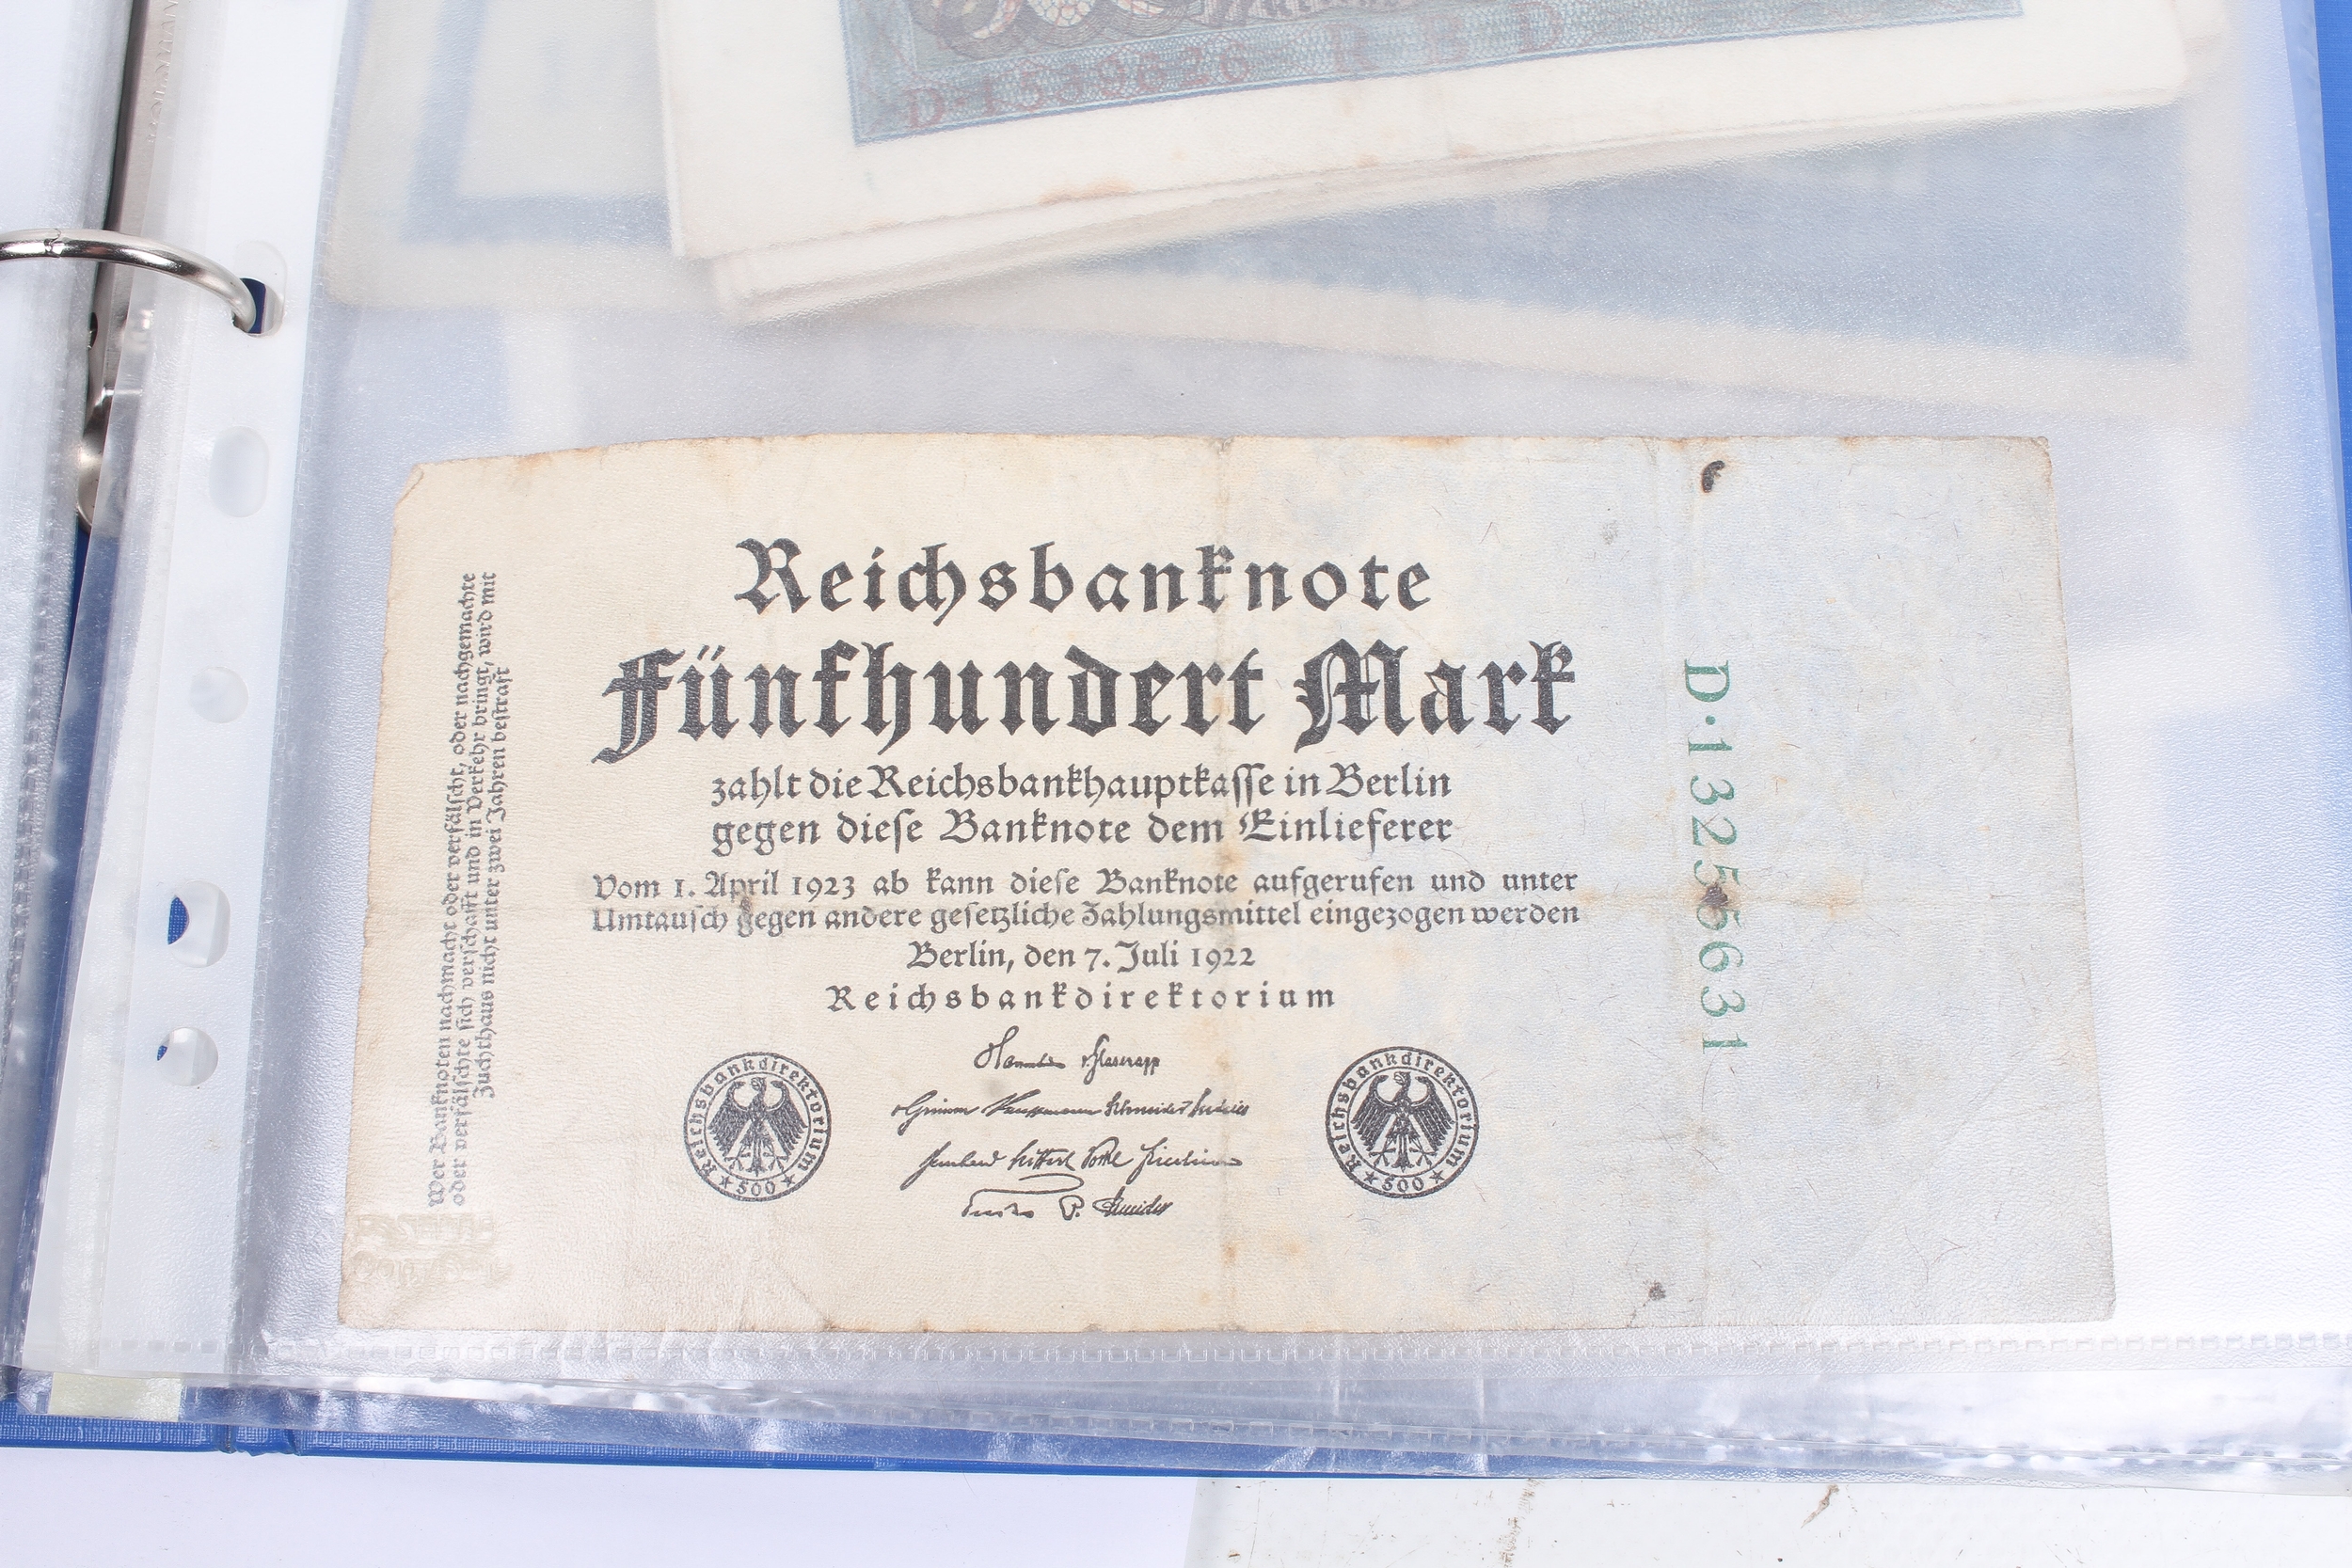 D·1539626
Reichsbanknote
Fünfhundert Mark
zahlt die Reichsbankhauptkasse in Berlin
gegen diese Banknote dem Einlieferer
Vom 1. April 1923 ab kann diese Banknote aufgerufen und unter
Umtausch gegen andere gesetzliche Zahlungsmittel eingezogen werden
Berlin, den 7. Juli 1922
Reichsbankdirektorium
Reichsbankdirektorium
500
Reichsbankdirektorium
500
Wer Banknoten nachmacht oder verfälscht, oder nachgemachte
oder verfälschte sich verschafft und in Verkehr bringt, wird mit
Zuchthaus nicht unter zwei Jahren bestraft
D·13255631